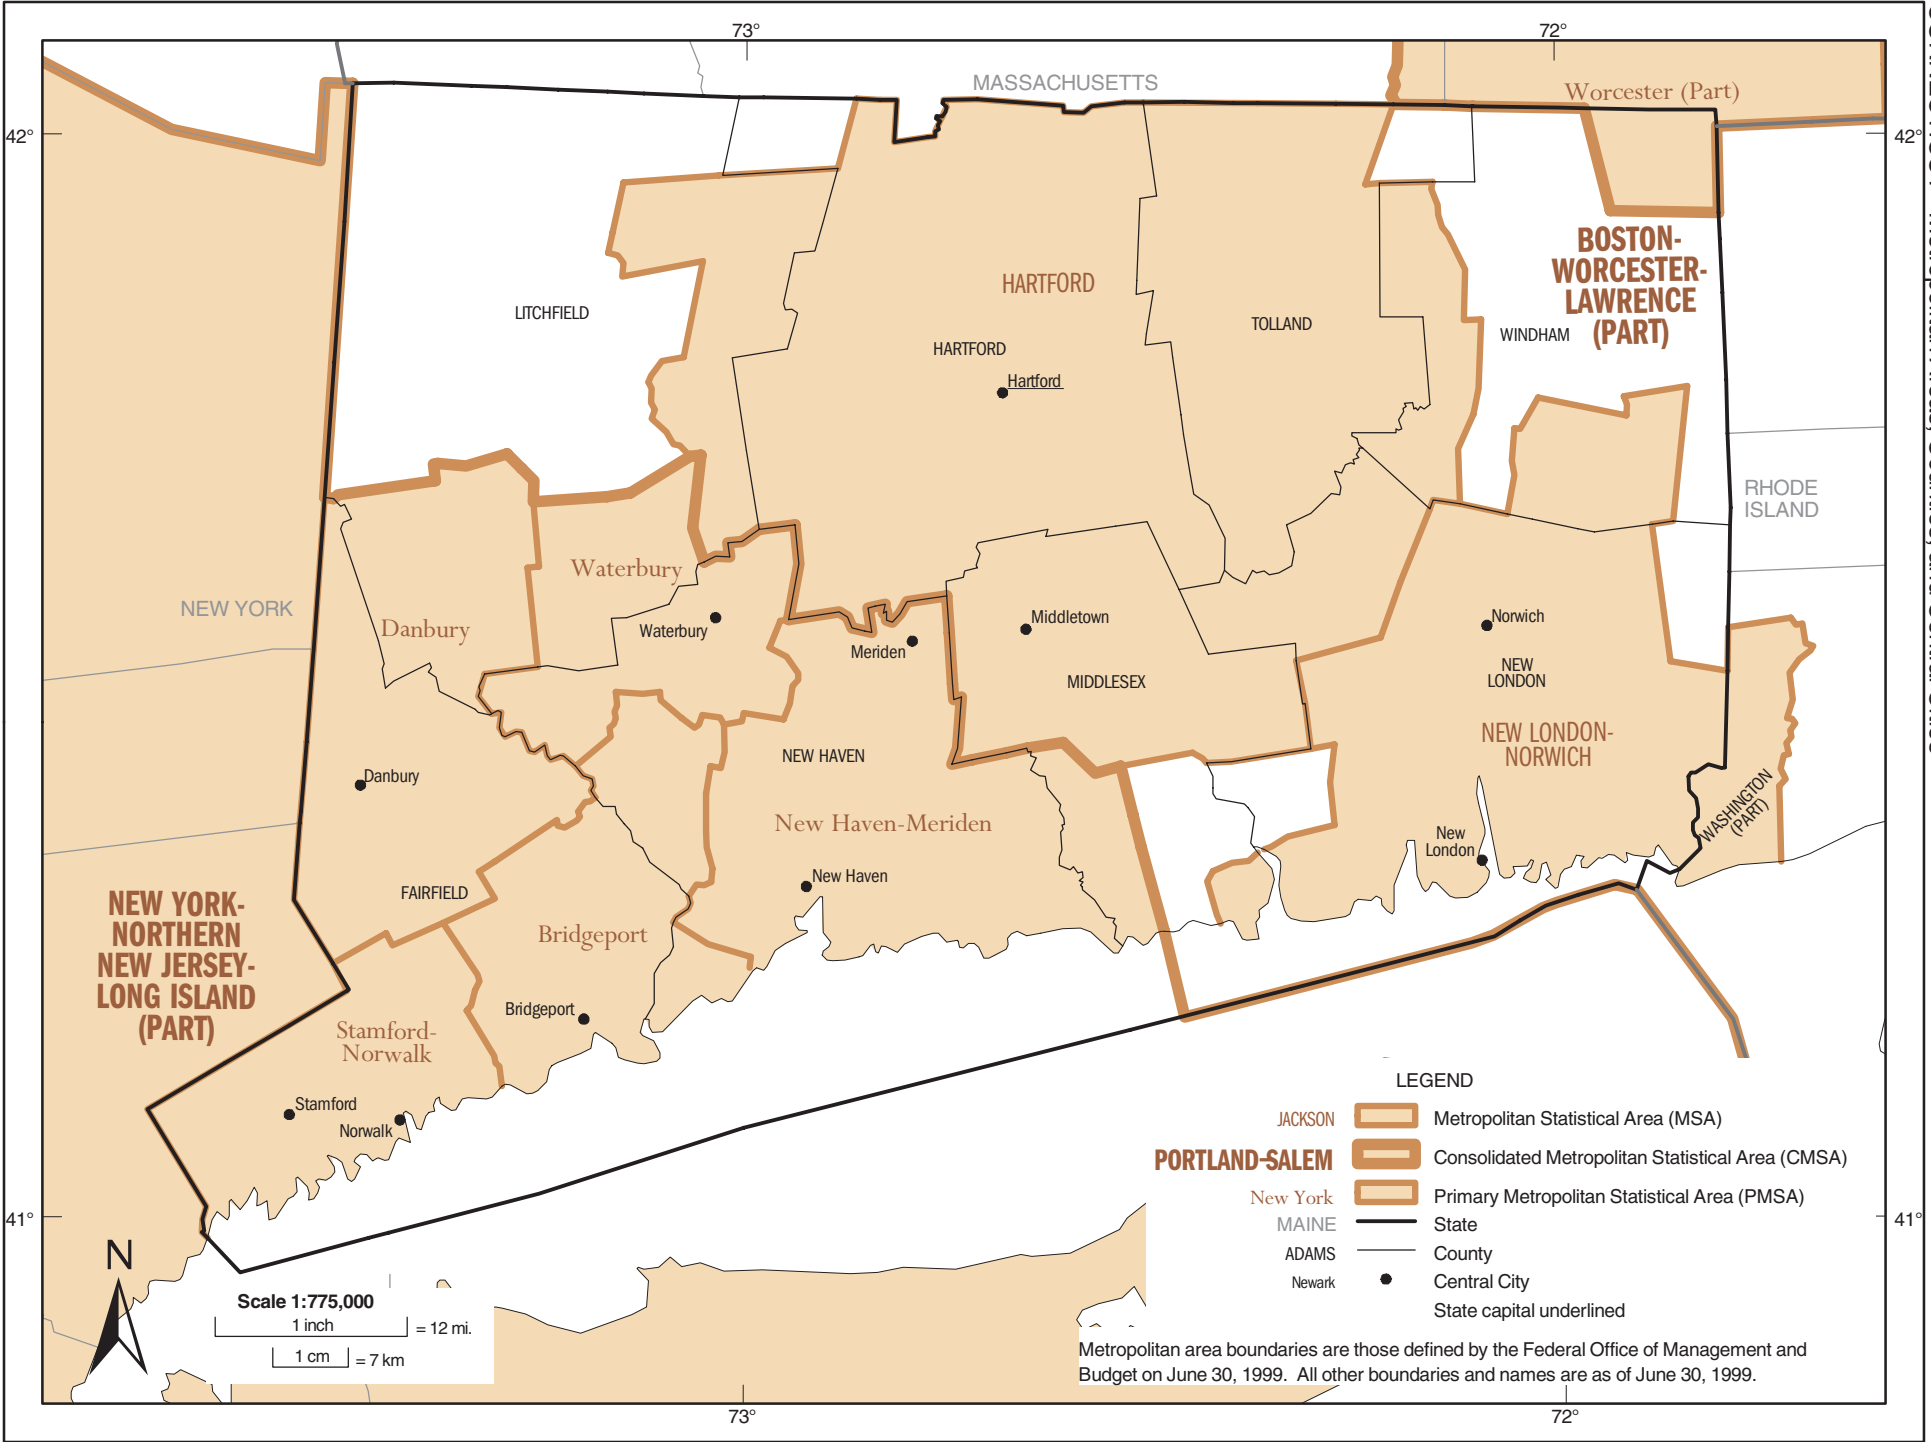 73°
72°
MASSACHUSETTS
Worcester (Part)
42°
42°
BOSTON-
WORCESTER-
LAWRENCE
(PART)
HARTFORD
LITCHFIELD
TOLLAND
WINDHAM
HARTFORD
Hartford
RHODE
ISLAND
Waterbury
NEW YORK
Danbury
Waterbury
Meriden
Middletown
Norwich
MIDDLESEX
NEW
LONDON
NEW LONDON-
NORWICH
NEW HAVEN
Danbury
WASHINGTON
(PART)
New Haven-Meriden
New
London
New Haven
FAIRFIELD
NEW YORK-
NORTHERN
NEW JERSEY-
LONG ISLAND
(PART)
Bridgeport
Bridgeport
Stamford-
Norwalk
Stamford
Norwalk
LEGEND
JACKSON Metropolitan Statistical Area (MSA)
PORTLAND-SALEM Consolidated Metropolitan Statistical Area (CMSA)
New York Primary Metropolitan Statistical Area (PMSA)
MAINE State
ADAMS County
Newark Central City
State capital underlined
41°
41°
N
Scale 1:775,000
1 inch = 12 mi.
1 cm = 7 km
Metropolitan area boundaries are those defined by the Federal Office of Management and
Budget on June 30, 1999. All other boundaries and names are as of June 30, 1999.
73°
72°